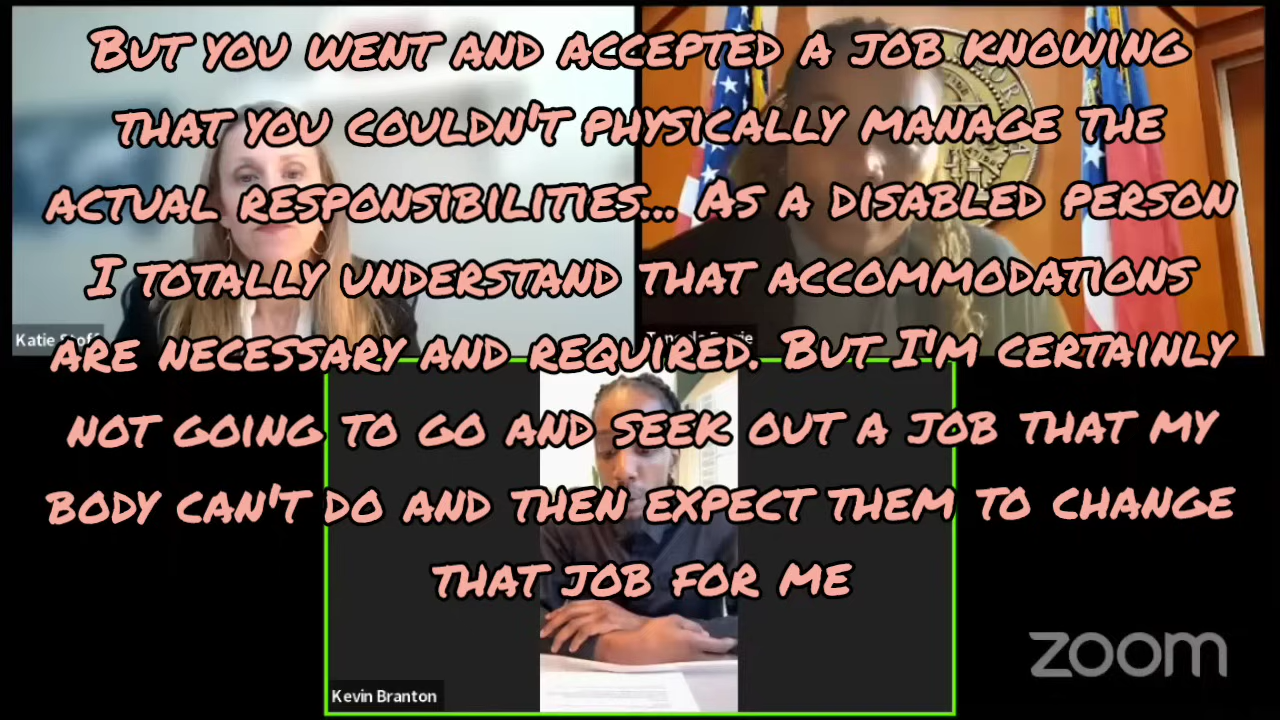 But you went and accepted a job knowing
that you couldn't physically manage the
actual responsibilities... As a disabled person
I totally understand that accommodations
are necessary and required. But I'm certainly
not going to go and seek out a job that my
body can't do and then expect them to change
that job for me
Katie
Kevin Branton
zoom